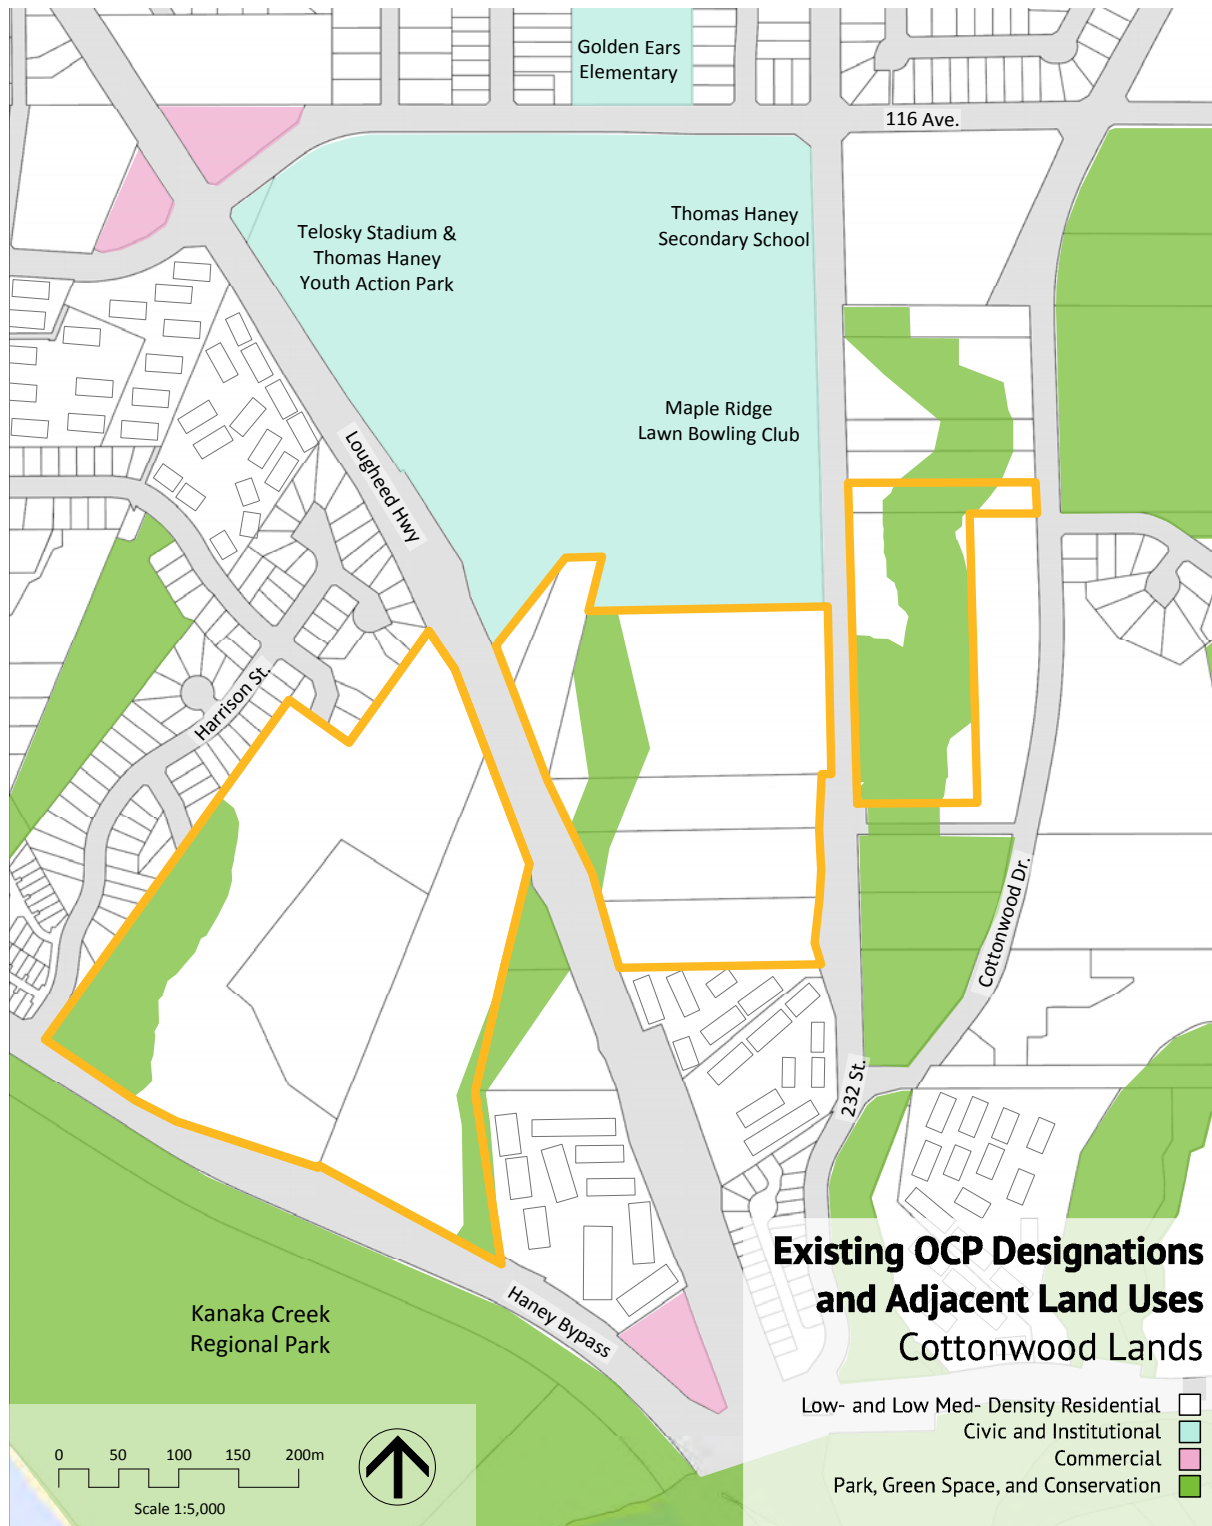 Golden Ears
Elementary
116 Ave.
Thomas Haney
Secondary School
Telosky Stadium &
Thomas Haney
Youth Action Park
Maple Ridge
Lawn Bowling Club
Lougheed Hwy
Harrison St.
Cottonwood Dr.
232 St.
Haney Bypass
Kanaka Creek
Regional Park
Existing OCP Designations
and Adjacent Land Uses
Cottonwood Lands
Low- and Low Med- Density Residential
Civic and Institutional
Commercial
Park, Green Space, and Conservation
0 50 100 150 200m
Scale 1:5,000